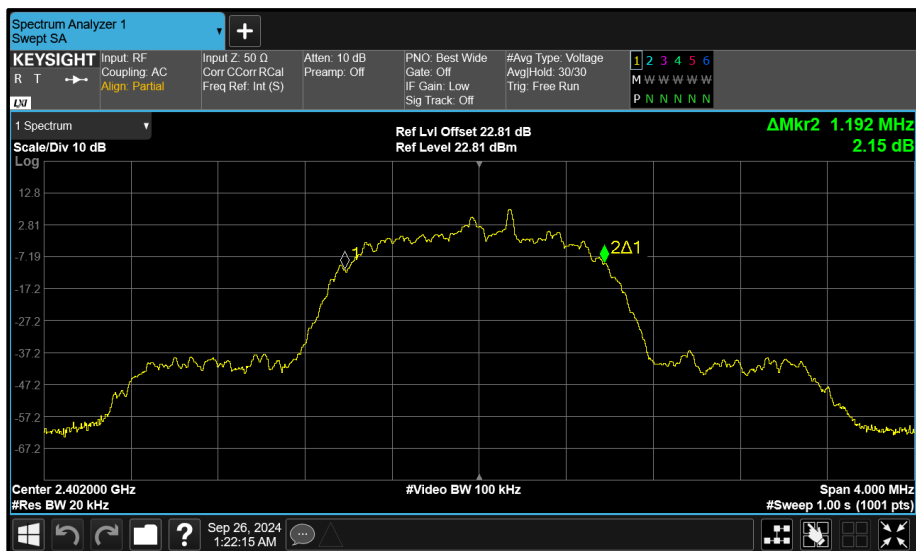 Spectrum Analyzer 1
Swept SA
+
KEYSIGHT
R T
LXI
Input: RF
Coupling: AC
Align: Partial
Input Z: 50 Ω
Corr CCorr RCal
Freq Ref: Int (S)
Atten: 10 dB
Preamp: Off
PNO: Best Wide
Gate: Off
IF Gain: Low
Sig Track: Off
#Avg Type: Voltage
Avg|Hold: 30/30
Trig: Free Run
1 2 3 4 5 6
M W W W W W
P N N N N N
1 Spectrum
Scale/Div 10 dB
Log
Ref Lvl Offset 22.81 dB
Ref Level 22.81 dBm
ΔMkr2 1.192 MHz
2.15 dB
12.8
2.81
-7.19
-17.2
-27.2
-37.2
-47.2
-57.2
-67.2
1
2Δ1
Center 2.402000 GHz
#Res BW 20 kHz
#Video BW 100 kHz
Span 4.000 MHz
#Sweep 1.00 s (1001 pts)
?
Sep 26, 2024
1:22:15 AM